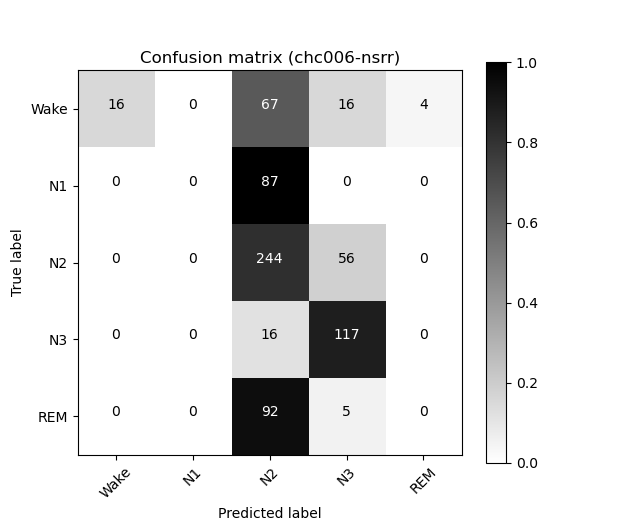 Confusion matrix (chc006-nsrr)
Wake 16 0 67 16 4
N1 0 0 87 0 0
N2 0 0 244 56 0
N3 0 0 16 117 0
REM 0 0 92 5 0
Wake N1 N2 N3 REM
Predicted label
True label
1.0
0.8
0.6
0.4
0.2
0.0